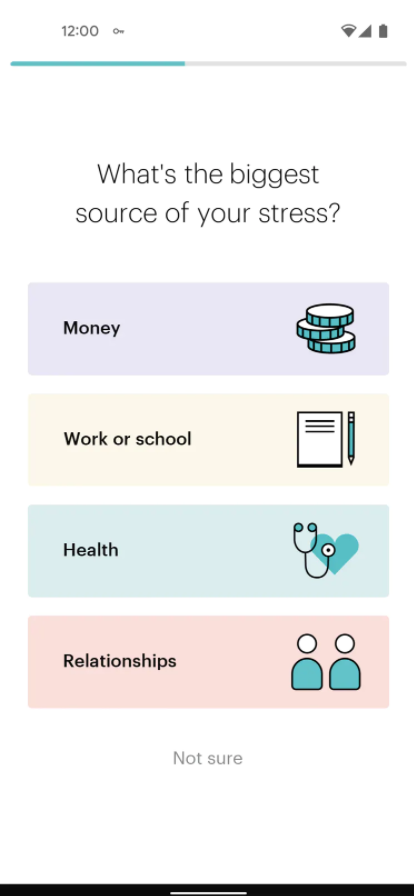 12:00
What's the biggest
source of your stress?
Money
Work or school
Health
Relationships
Not sure